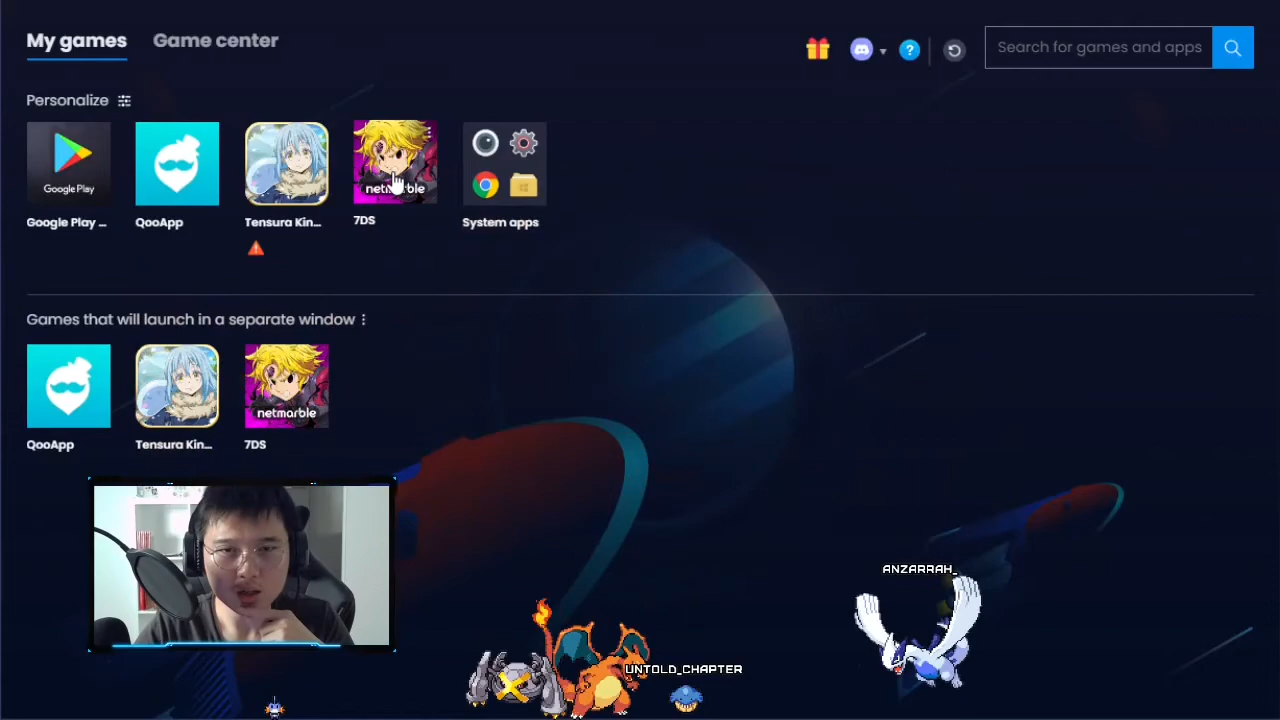 My games
Game center
Search for games and apps
Personalize
Google Play
netmarble
Google Play ...
QooApp
Tensura Kin...
7DS
System apps
Games that will launch in a separate window
netmarble
QooApp
Tensura Kin...
7DS
ANZARRAH_
UNTOLD_CHAPTER